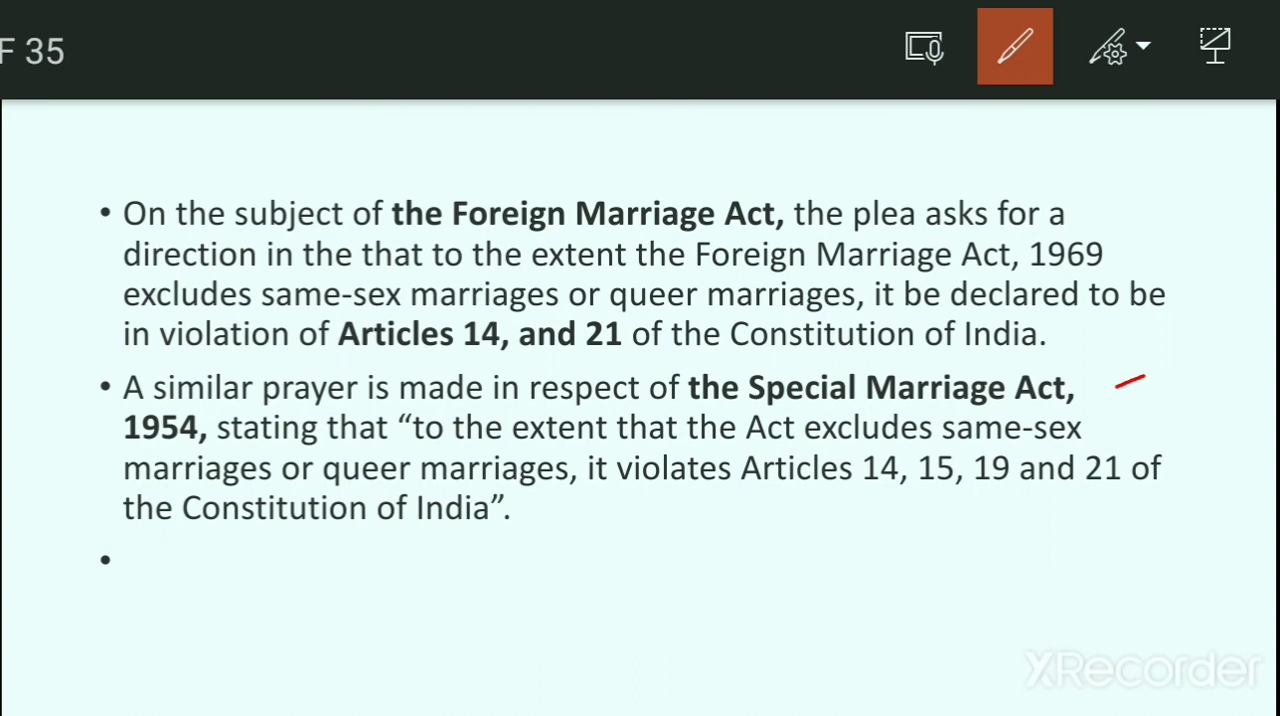 F 35
• On the subject of the Foreign Marriage Act, the plea asks for a
direction in the that to the extent the Foreign Marriage Act, 1969
excludes same-sex marriages or queer marriages, it be declared to be
in violation of Articles 14, and 21 of the Constitution of India.
• A similar prayer is made in respect of the Special Marriage Act,
1954, stating that “to the extent that the Act excludes same-sex
marriages or queer marriages, it violates Articles 14, 15, 19 and 21 of
the Constitution of India”.
•
XRecorder